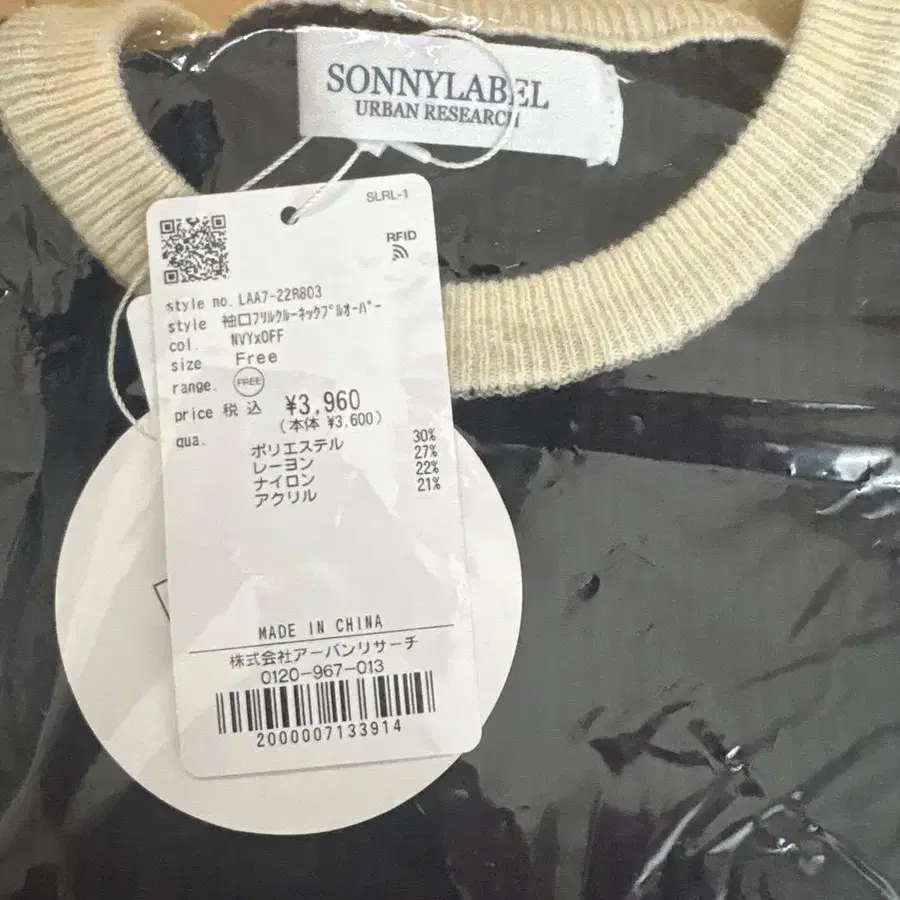 SONNYLABEL
URBAN RESEARCH
SLRL-1
RFID
style no. LAA7-22R803
style 袖口ﾌﾘﾙｸﾙｰﾈｯｸﾌﾟﾙｵｰﾊﾞｰ
col. NVYxOFF
size Free
range. FREE
price 税込 ¥3,960
(本体 ¥3,600)
qua.
ポリエステル 30%
レーヨン 27%
ナイロン 22%
アクリル 21%
MADE IN CHINA
株式会社アーバンリサーチ
0120-967-013
2000007133914